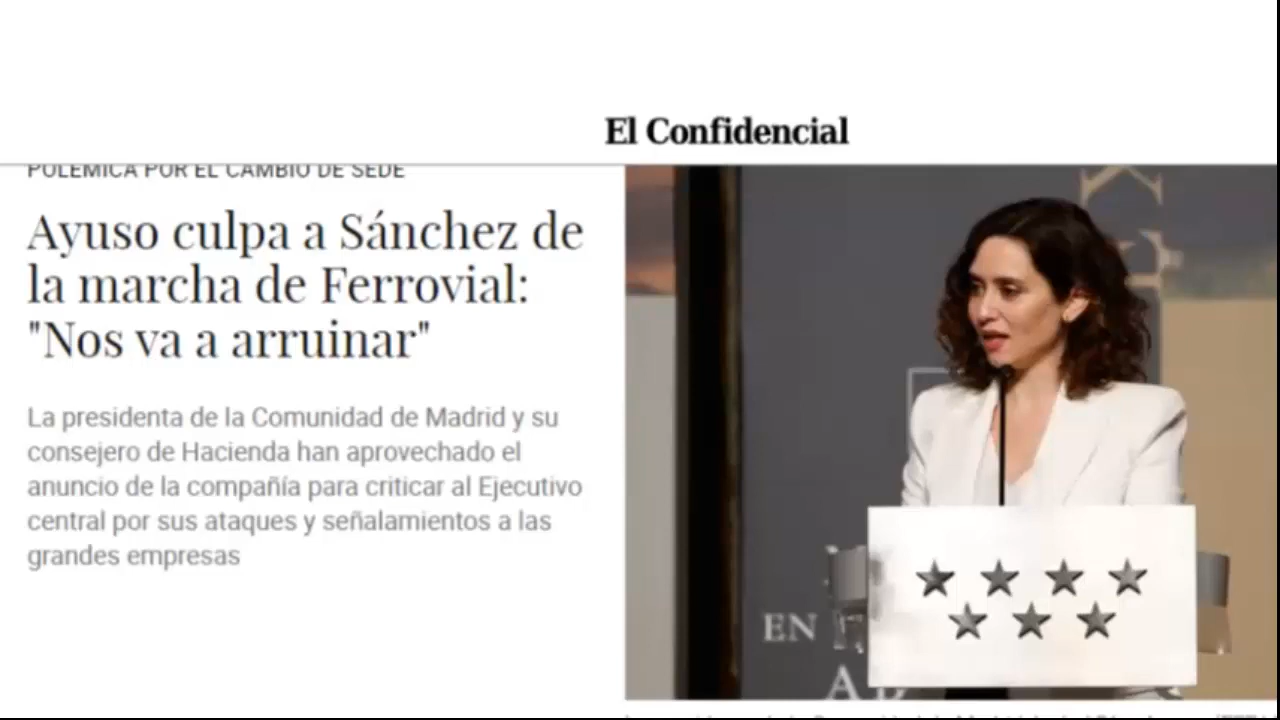 El Confidencial
POLÉMICA POR EL CAMBIO DE SEDE
Ayuso culpa a Sánchez de
la marcha de Ferrovial:
"Nos va a arruinar"
La presidenta de la Comunidad de Madrid y su
consejero de Hacienda han aprovechado el
anuncio de la compañía para criticar al Ejecutivo
central por sus ataques y señalamientos a las
grandes empresas
EN